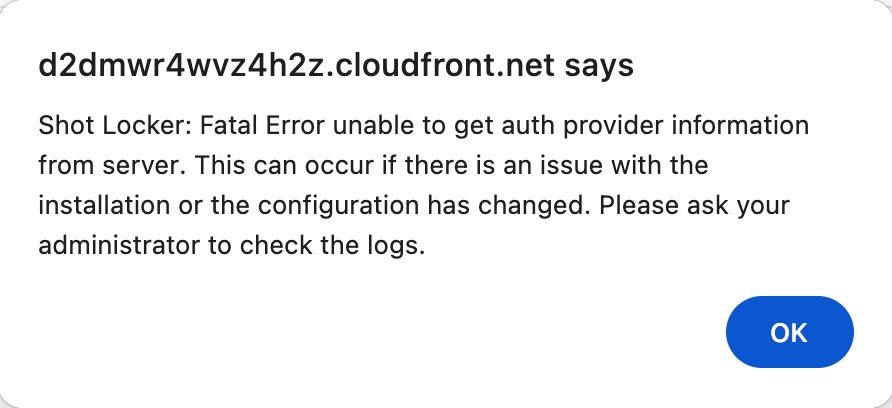 d2dmwr4wvz4h2z.cloudfront.net says
Shot Locker: Fatal Error unable to get auth provider information
from server. This can occur if there is an issue with the
installation or the configuration has changed. Please ask your
administrator to check the logs.
OK